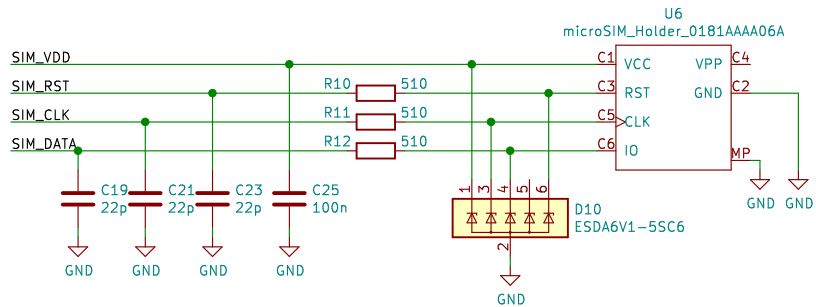 U6
microSIM_Holder_0181AAAA06A
SIM_VDD
C1
VCC
VPP
C4
SIM_RST
R10
510
C3
RST
GND
C2
SIM_CLK
R11
510
C5
CLK
SIM_DATA
R12
510
C6
IO
MP
C19
22p
C21
22p
C23
22p
C25
100n
1
3
4
5
6
D10
ESDA6V1-5SC6
2
GND
GND
GND
GND
GND
GND
GND